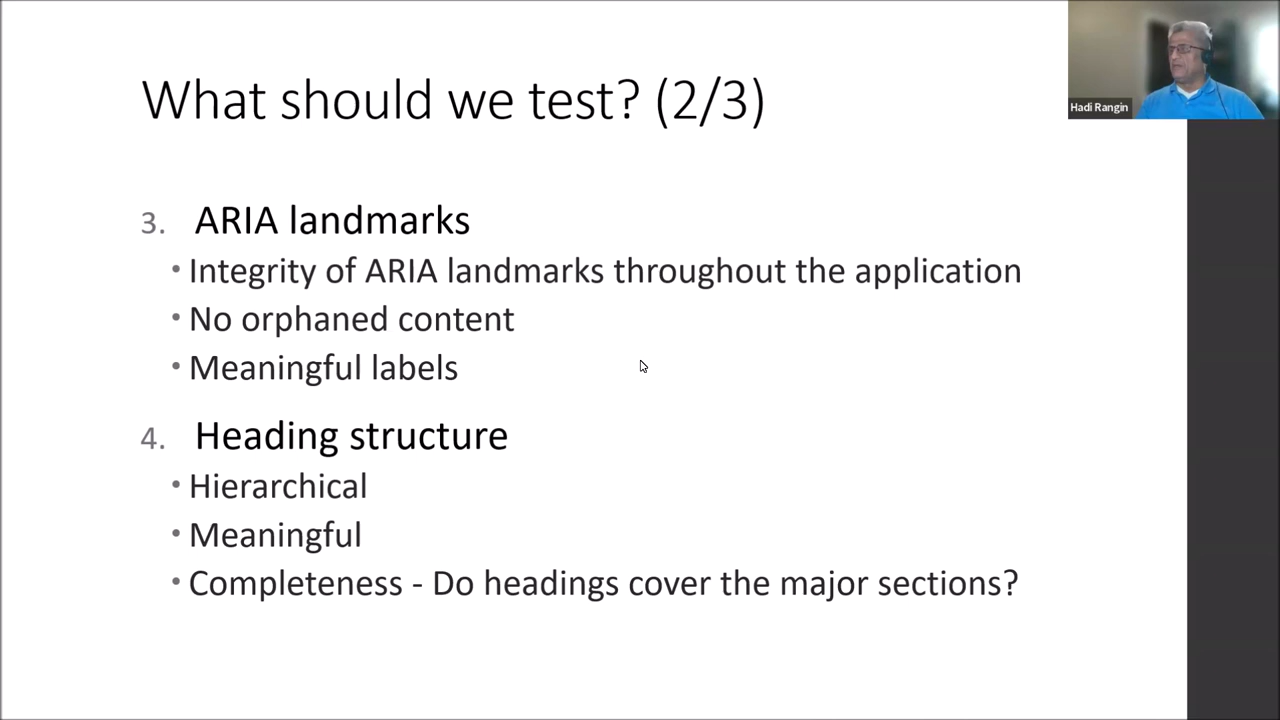 What should we test? (2/3)
Hadi Rangin
3. ARIA landmarks
• Integrity of ARIA landmarks throughout the application
• No orphaned content
• Meaningful labels
4. Heading structure
• Hierarchical
• Meaningful
• Completeness - Do headings cover the major sections?